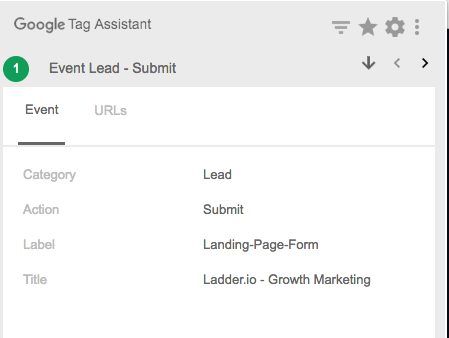 Google Tag Assistant
1 Event Lead - Submit
Event URLs
Category Lead
Action Submit
Label Landing-Page-Form
Title Ladder.io - Growth Marketing